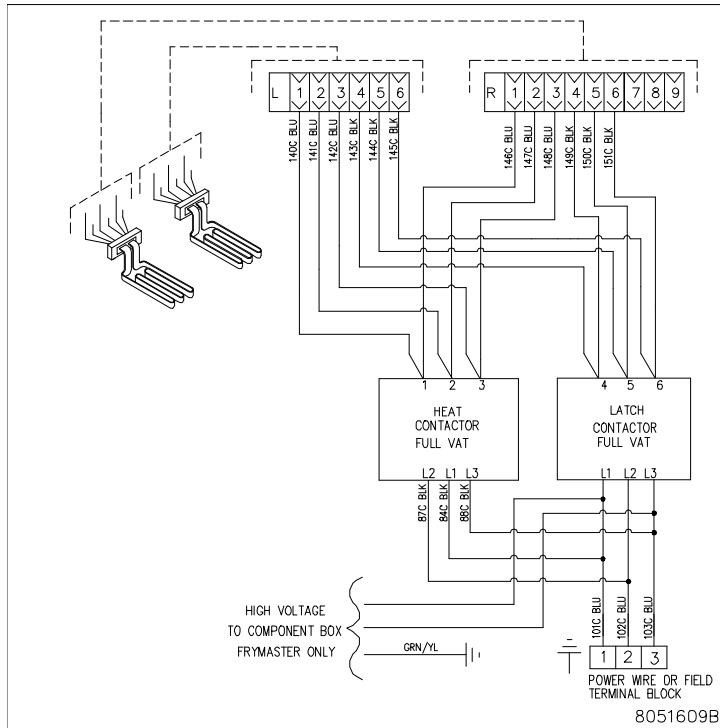 L 1 2 3 4 5 6
R 1 2 3 4 5 6 7 8 9
140C BLU
141C BLU
142C BLU
143C BLK
144C BLK
145C BLK
146C BLU
147C BLU
148C BLU
149C BLK
150C BLK
151C BLK
1 2 3
HEAT
CONTACTOR
FULL VAT
L2 L1 L3
4 5 6
LATCH
CONTACTOR
FULL VAT
L1 L2 L3
87C BLK
84C BLK
88C BLK
HIGH VOLTAGE
TO COMPONENT BOX
FRYMASTER ONLY
GRN/YL
101C BLU
102C BLU
103C BLU
1 2 3
POWER WIRE OR FIELD
TERMINAL BLOCK
8051609B